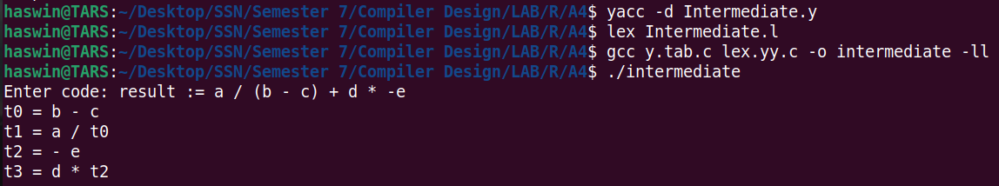 haswin@TARS:~/Desktop/SSN/Semester 7/Compiler Design/LAB/R/A4$ yacc -d Intermediate.y
haswin@TARS:~/Desktop/SSN/Semester 7/Compiler Design/LAB/R/A4$ lex Intermediate.l
haswin@TARS:~/Desktop/SSN/Semester 7/Compiler Design/LAB/R/A4$ gcc y.tab.c lex.yy.c -o intermediate -ll
haswin@TARS:~/Desktop/SSN/Semester 7/Compiler Design/LAB/R/A4$ ./intermediate
Enter code: result := a / (b - c) + d * -e
t0 = b - c
t1 = a / t0
t2 = - e
t3 = d * t2